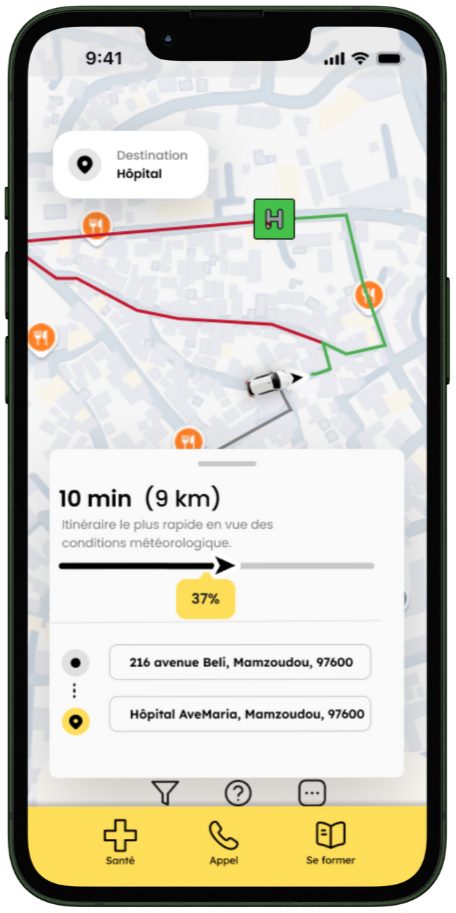 9:41
Destination
Hôpital
H
10 min (9 km)
Itinéraire le plus rapide en vue des
conditions météorologique.
37%
216 avenue Beli, Mamzoudou, 97600
Hôpital AveMaria, Mamzoudou, 97600
?
Santé
Appel
Se former